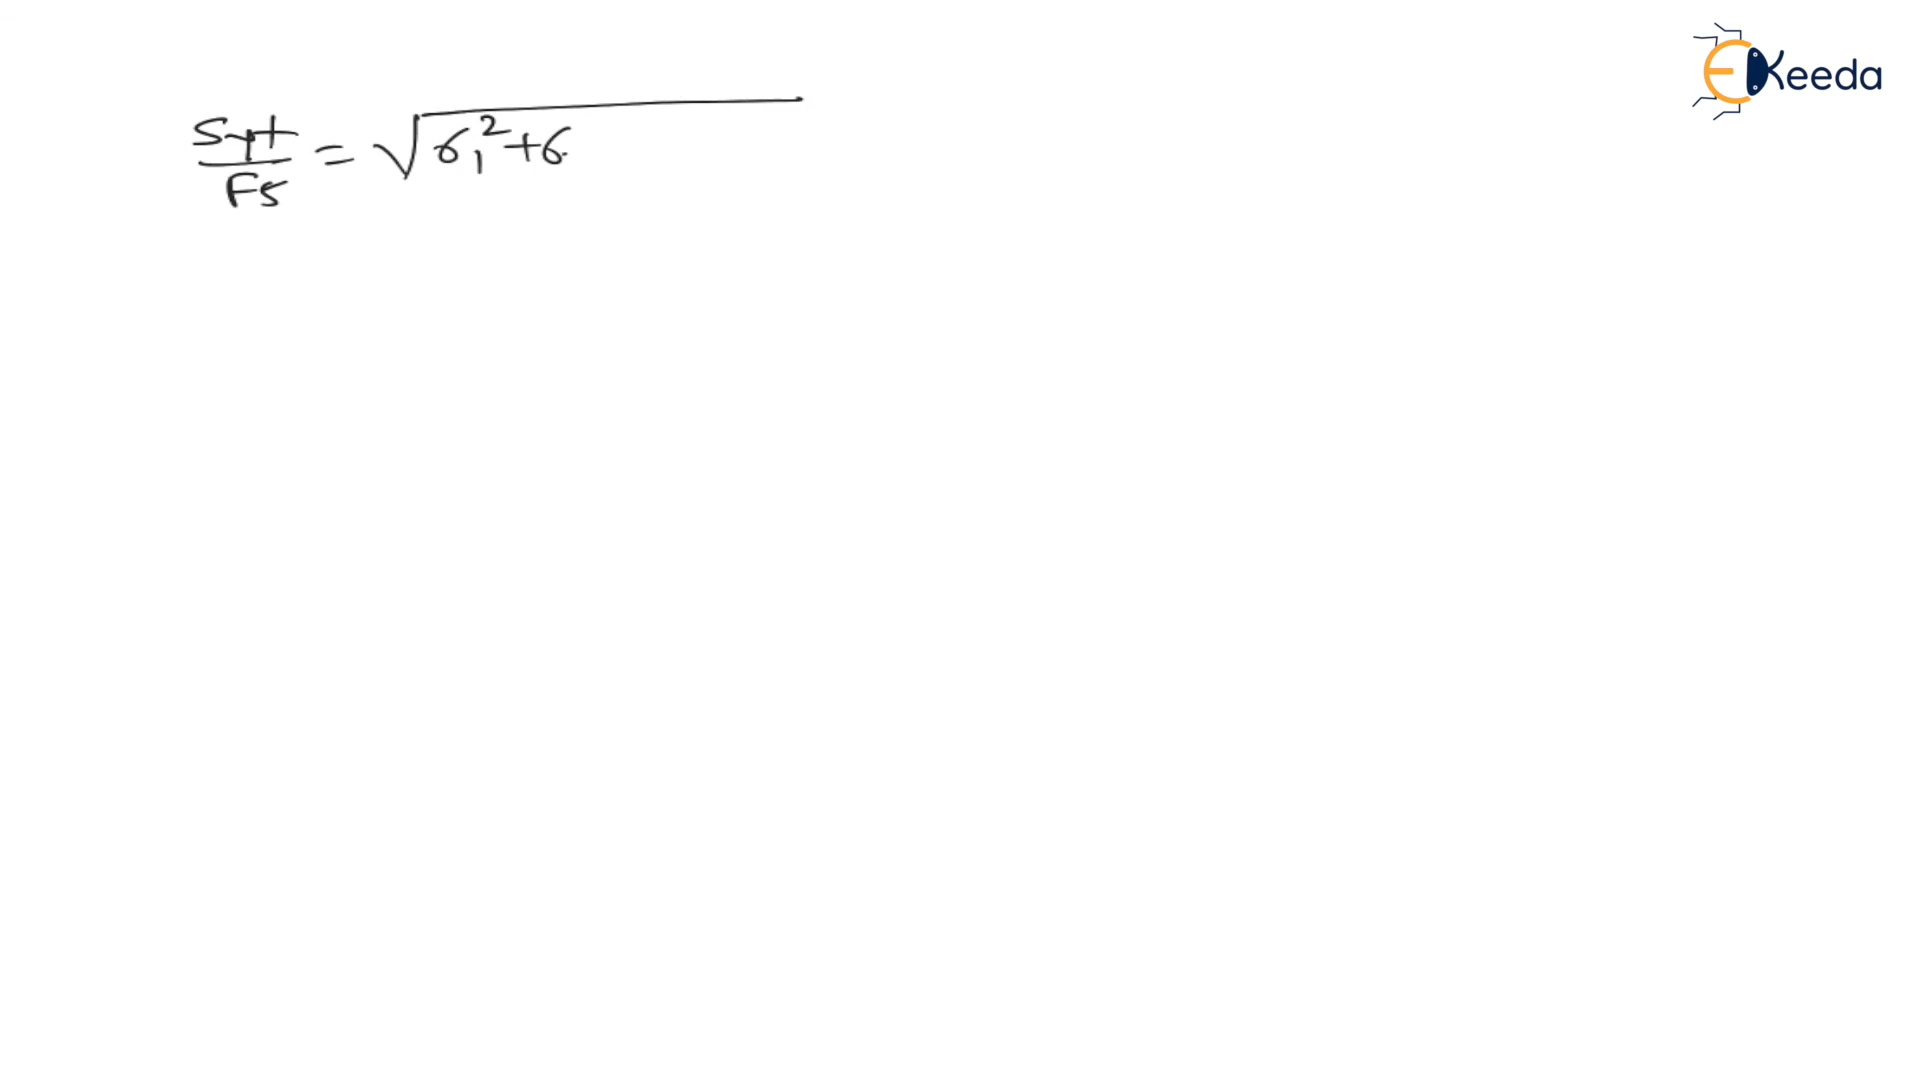 Syt/FS = √(σ₁² + σ
EKeeda